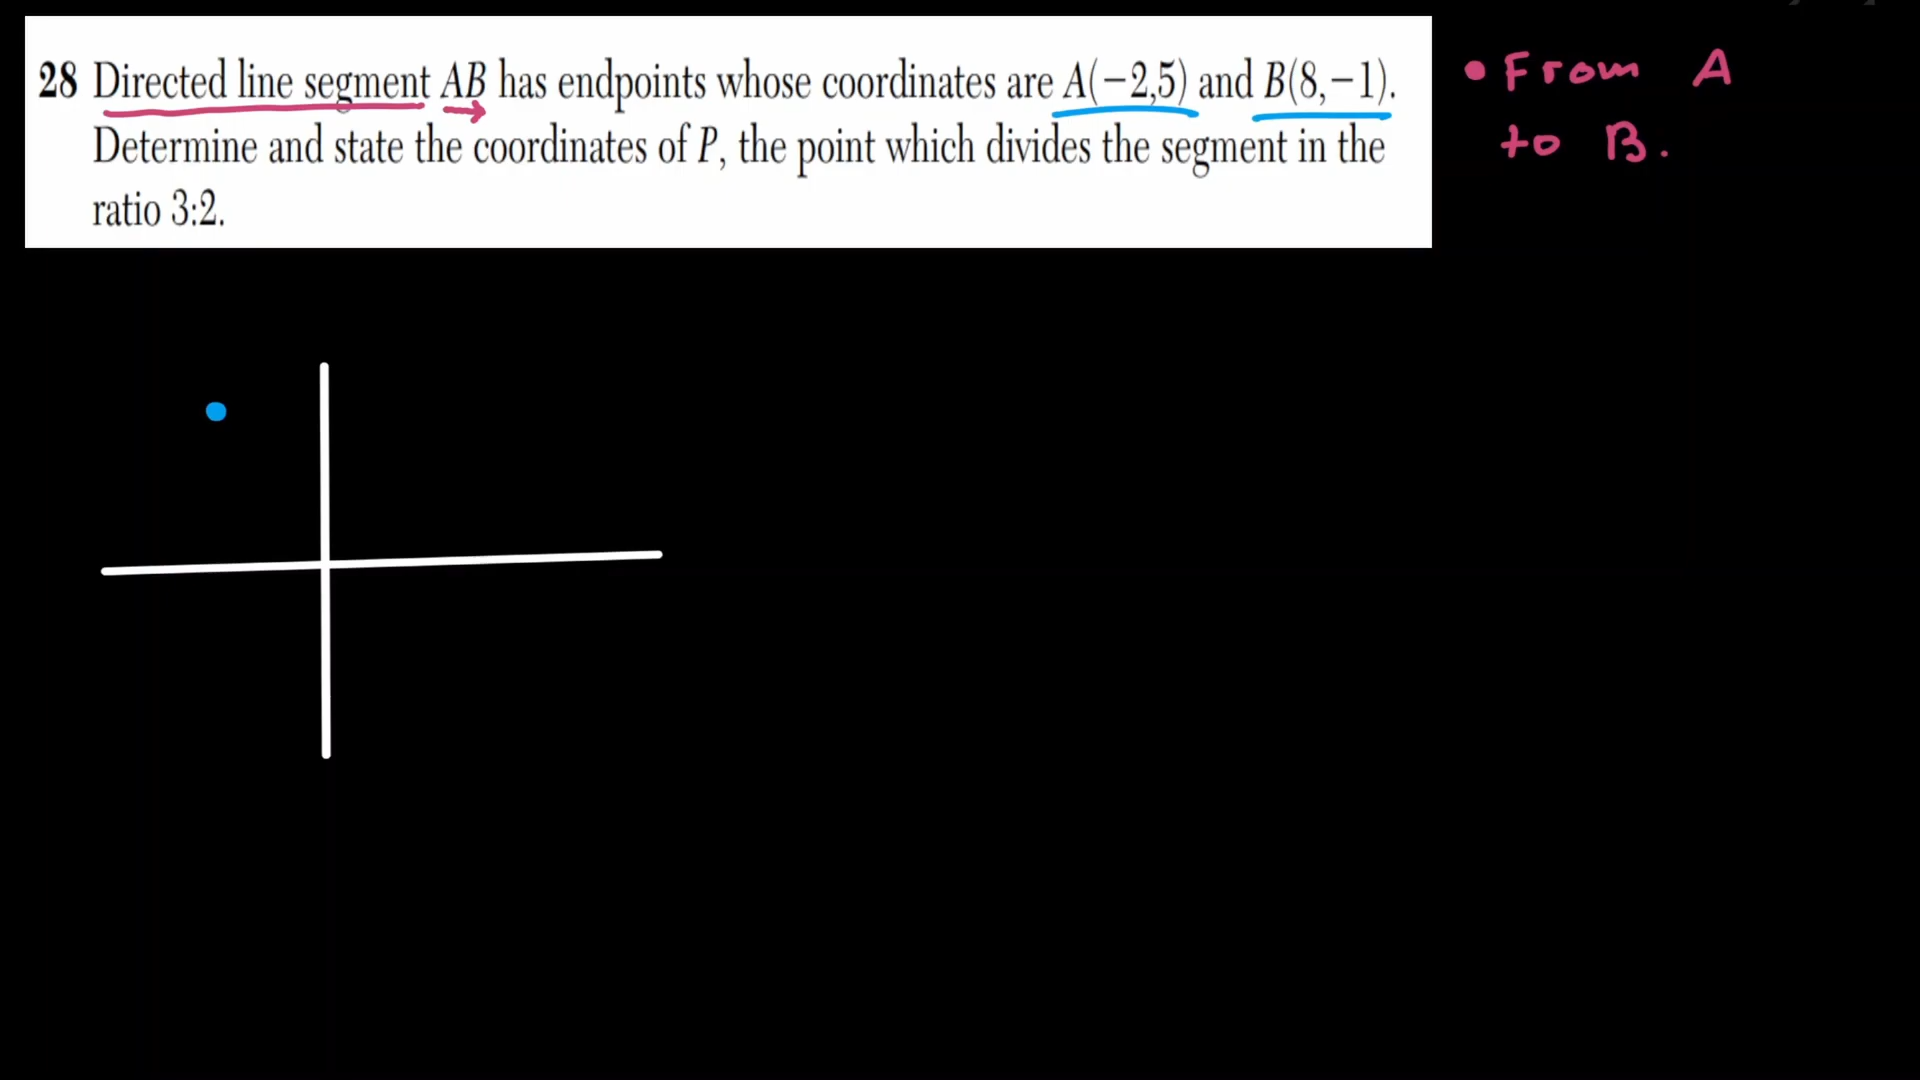 28 Directed line segment AB has endpoints whose coordinates are A(−2,5) and B(8,−1).
Determine and state the coordinates of P, the point which divides the segment in the
ratio 3:2.
• From A
to B.